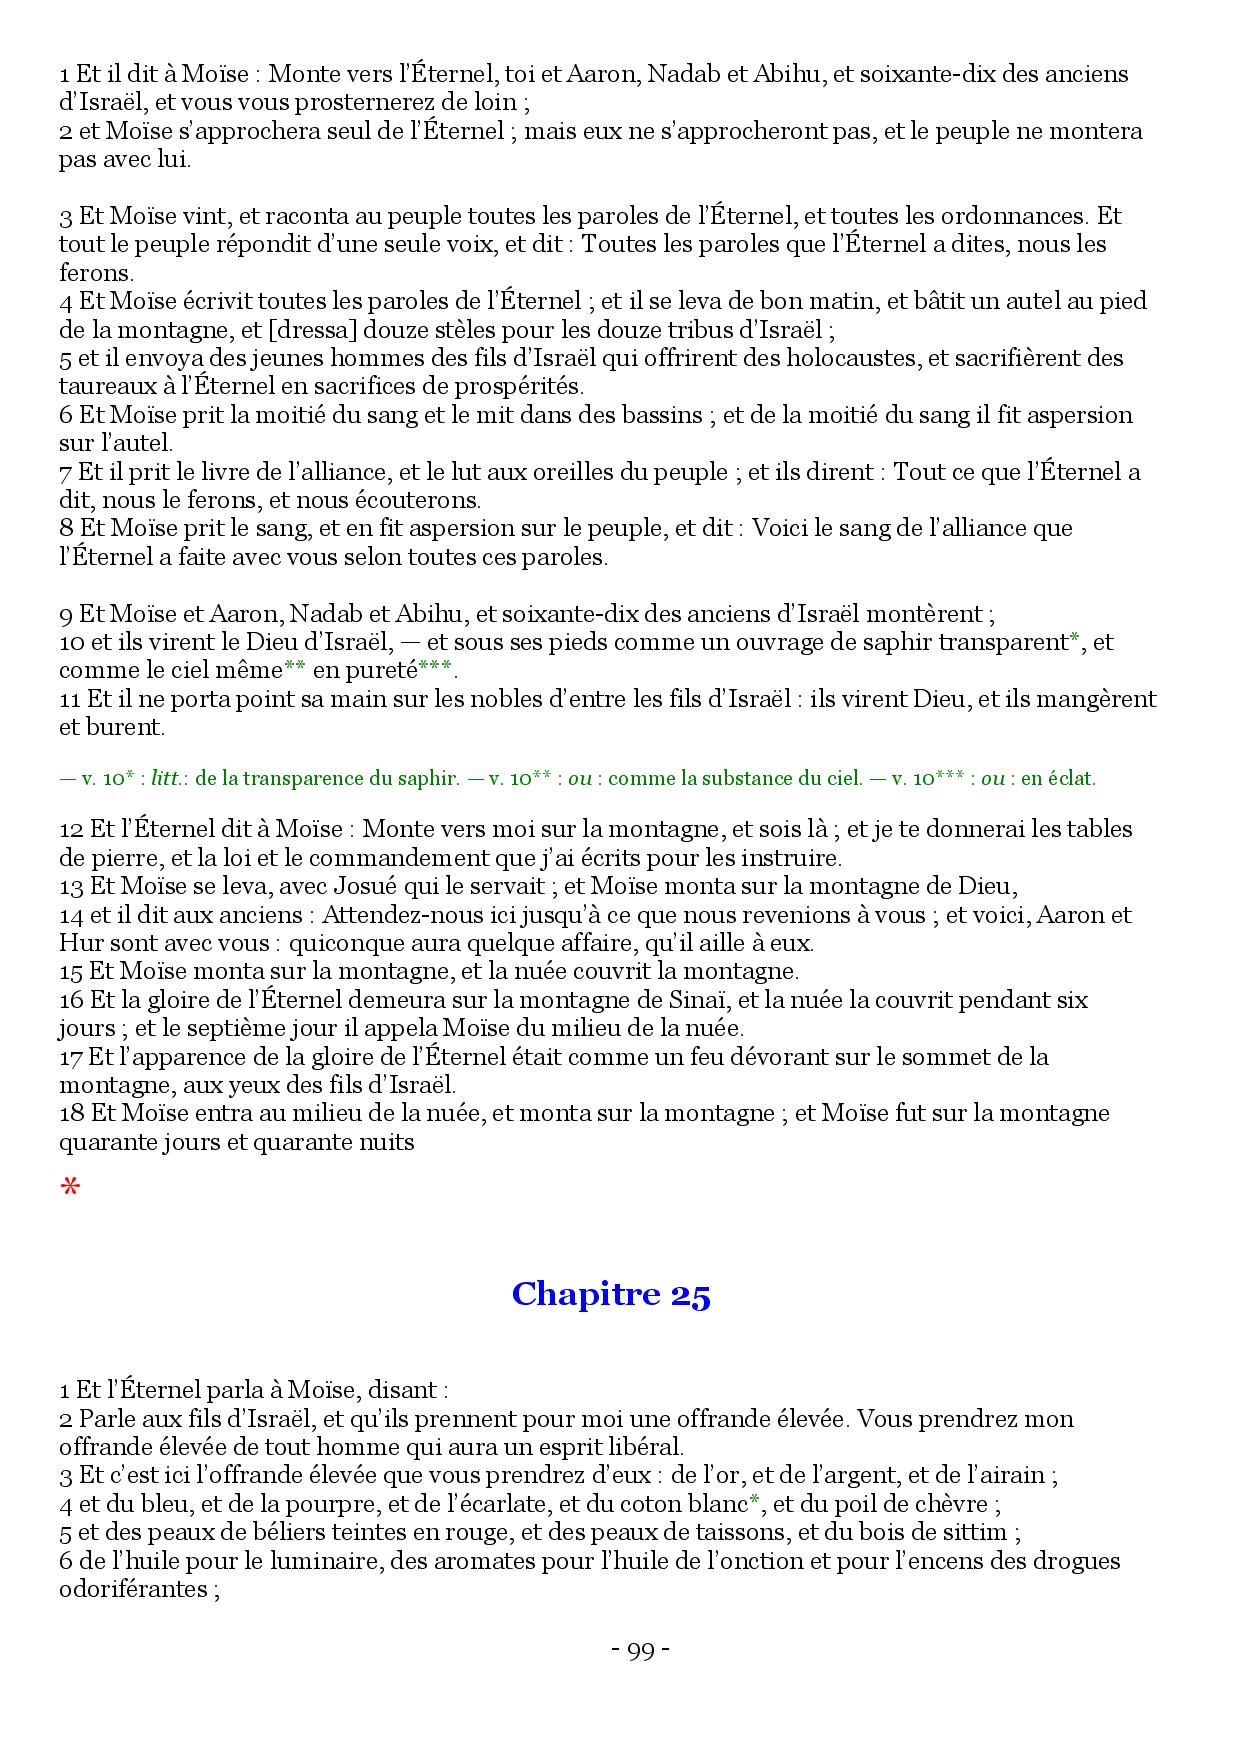 1 Et il dit à Moïse : Monte vers l’Éternel, toi et Aaron, Nadab et Abihu, et soixante-dix des anciens
d’Israël, et vous vous prosternerez de loin ;
2 et Moïse s’approchera seul de l’Éternel ; mais eux ne s’approcheront pas, et le peuple ne montera
pas avec lui.
3 Et Moïse vint, et raconta au peuple toutes les paroles de l’Éternel, et toutes les ordonnances. Et
tout le peuple répondit d’une seule voix, et dit : Toutes les paroles que l’Éternel a dites, nous les
ferons.
4 Et Moïse écrivit toutes les paroles de l’Éternel ; et il se leva de bon matin, et bâtit un autel au pied
de la montagne, et [dressa] douze stèles pour les douze tribus d’Israël ;
5 et il envoya des jeunes hommes des fils d’Israël qui offrirent des holocaustes, et sacrifièrent des
taureaux à l’Éternel en sacrifices de prospérités.
6 Et Moïse prit la moitié du sang et le mit dans des bassins ; et de la moitié du sang il fit aspersion
sur l’autel.
7 Et il prit le livre de l’alliance, et le lut aux oreilles du peuple ; et ils dirent : Tout ce que l’Éternel a
dit, nous le ferons, et nous écouterons.
8 Et Moïse prit le sang, et en fit aspersion sur le peuple, et dit : Voici le sang de l’alliance que
l’Éternel a faite avec vous selon toutes ces paroles.
9 Et Moïse et Aaron, Nadab et Abihu, et soixante-dix des anciens d’Israël montèrent ;
10 et ils virent le Dieu d’Israël, — et sous ses pieds comme un ouvrage de saphir transparent*, et
comme le ciel même** en pureté***.
11 Et il ne porta point sa main sur les nobles d’entre les fils d’Israël : ils virent Dieu, et ils mangèrent
et burent.
— v. 10* : litt.: de la transparence du saphir. — v. 10** : ou : comme la substance du ciel. — v. 10*** : ou : en éclat.
12 Et l’Éternel dit à Moïse : Monte vers moi sur la montagne, et sois là ; et je te donnerai les tables
de pierre, et la loi et le commandement que j’ai écrits pour les instruire.
13 Et Moïse se leva, avec Josué qui le servait ; et Moïse monta sur la montagne de Dieu,
14 et il dit aux anciens : Attendez-nous ici jusqu’à ce que nous revenions à vous ; et voici, Aaron et
Hur sont avec vous : quiconque aura quelque affaire, qu’il aille à eux.
15 Et Moïse monta sur la montagne, et la nuée couvrit la montagne.
16 Et la gloire de l’Éternel demeura sur la montagne de Sinaï, et la nuée la couvrit pendant six
jours ; et le septième jour il appela Moïse du milieu de la nuée.
17 Et l’apparence de la gloire de l’Éternel était comme un feu dévorant sur le sommet de la
montagne, aux yeux des fils d’Israël.
18 Et Moïse entra au milieu de la nuée, et monta sur la montagne ; et Moïse fut sur la montagne
quarante jours et quarante nuits
*
Chapitre 25
1 Et l’Éternel parla à Moïse, disant :
2 Parle aux fils d’Israël, et qu’ils prennent pour moi une offrande élevée. Vous prendrez mon
offrande élevée de tout homme qui aura un esprit libéral.
3 Et c’est ici l’offrande élevée que vous prendrez d’eux : de l’or, et de l’argent, et de l’airain ;
4 et du bleu, et de la pourpre, et de l’écarlate, et du coton blanc*, et du poil de chèvre ;
5 et des peaux de béliers teintes en rouge, et des peaux de taissons, et du bois de sittim ;
6 de l’huile pour le luminaire, des aromates pour l’huile de l’onction et pour l’encens des drogues
odoriférantes ;
- 99 -